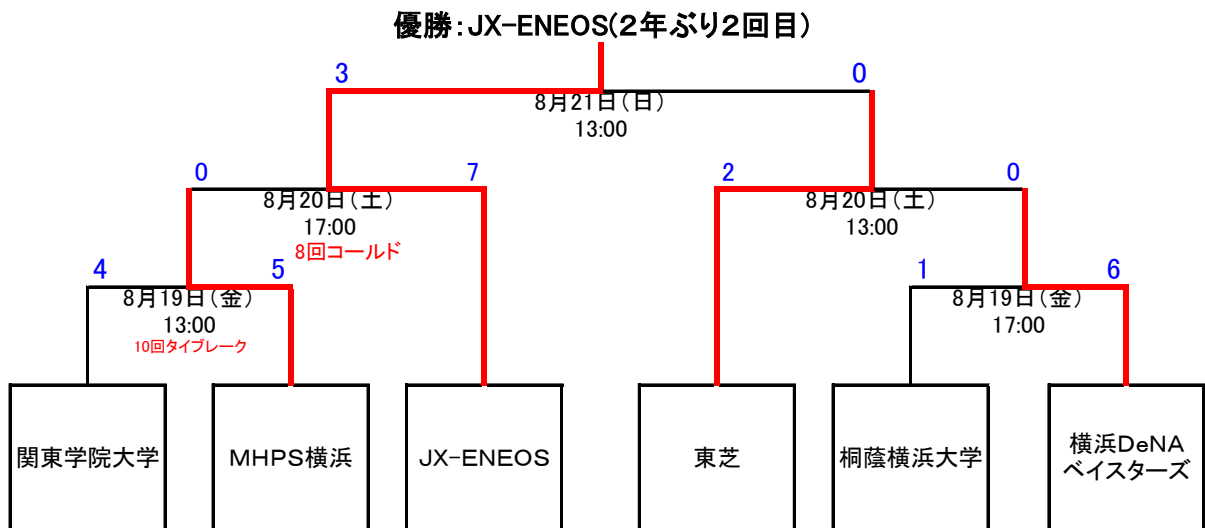 優勝:JX-ENEOS(2年ぶり2回目)
3
0
8月21日(日)
13:00
0
7
2
0
8月20日(土)
17:00
8回コールド
8月20日(土)
13:00
4
5
1
6
8月19日(金)
13:00
10回タイブレーク
8月19日(金)
17:00
関東学院大学
MHPS横浜
JX-ENEOS
東芝
桐蔭横浜大学
横浜DeNA
ベイスターズ